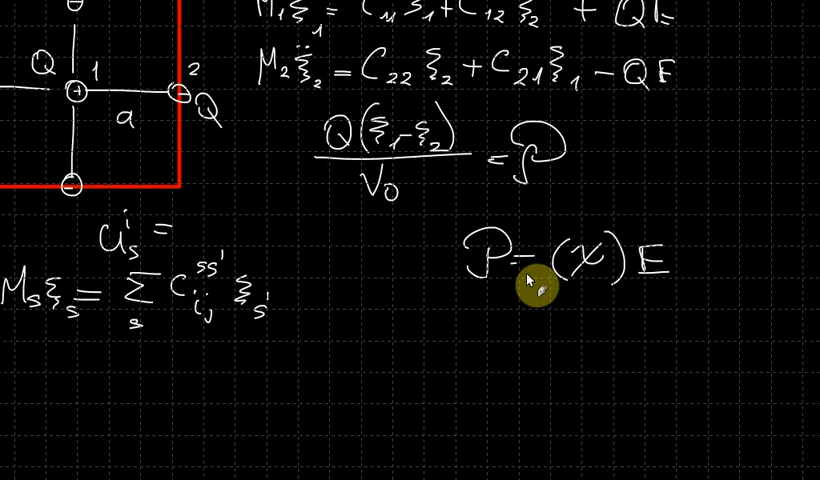 M₁ξ̈₁ = C₁₁ξ₁ + C₁₂ξ₂ + QE
M₂ξ̈₂ = C₂₂ξ₂ + C₂₁ξ₁ − QE
Q 1 2
+ − Q
a
Q(ξ₁−ξ₂) / V₀ = P
−
uₛⁱ =
P = (χ) E
Mₛξₛ = Σₛ Cᵢⱼˢˢ' ξₛ'